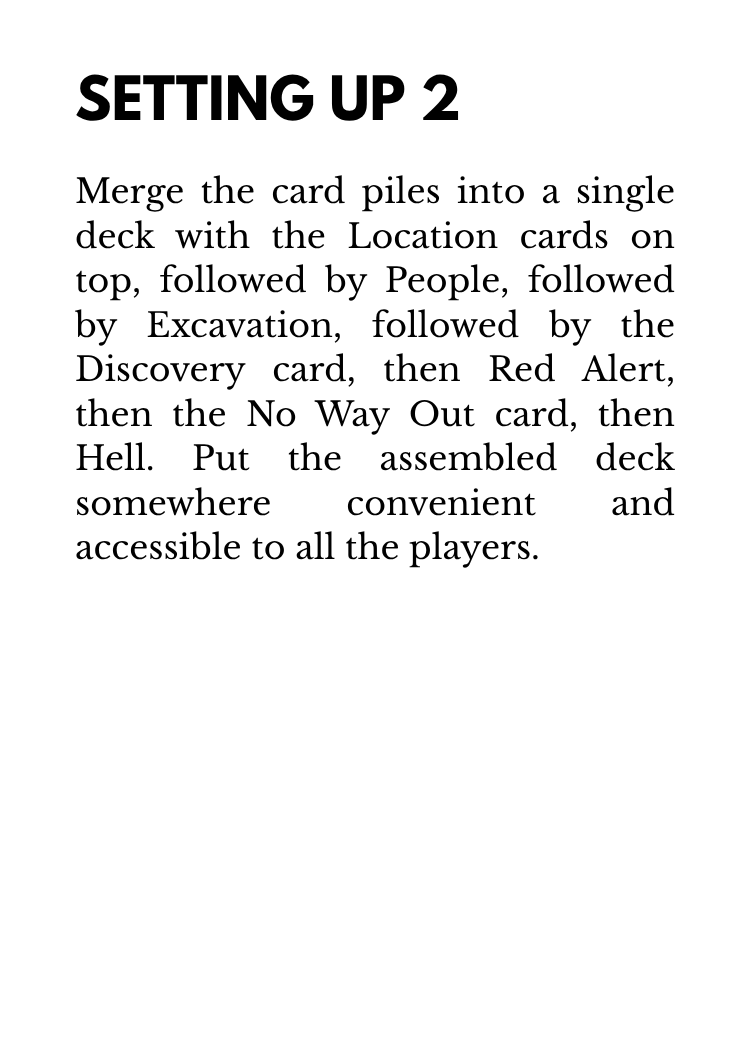 SETTING UP 2
Merge the card piles into a single
deck with the Location cards on
top, followed by People, followed
by Excavation, followed by the
Discovery card, then Red Alert,
then the No Way Out card, then
Hell. Put the assembled deck
somewhere convenient and
accessible to all the players.